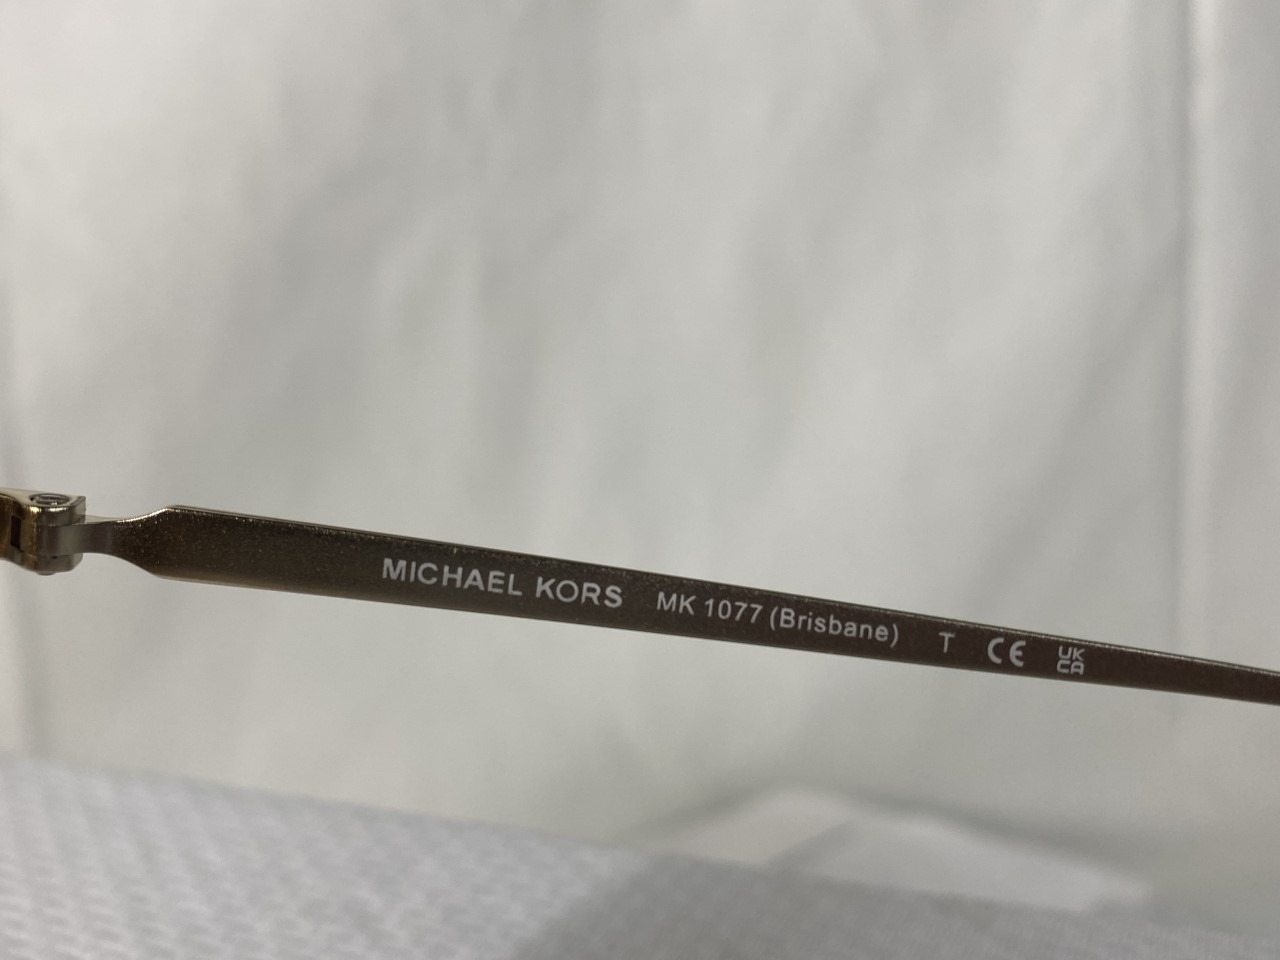 MICHAEL KORS MK 1077 (Brisbane) T CE UK
CA